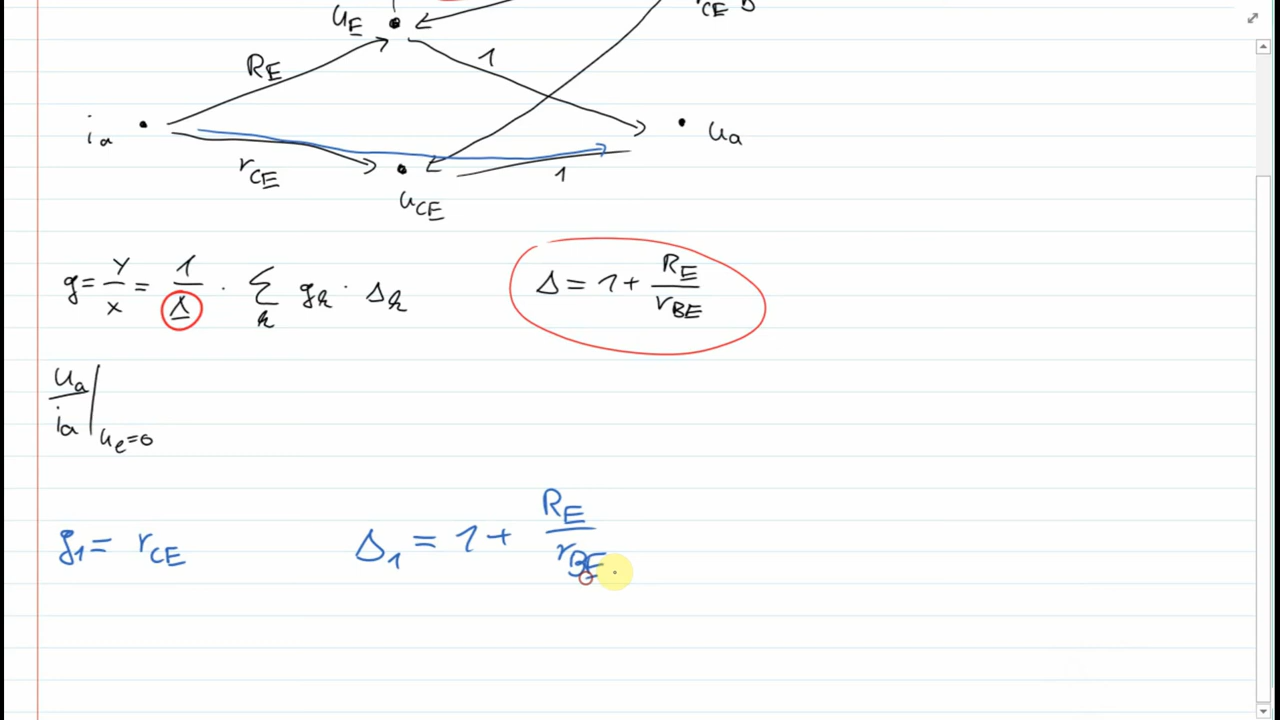 u_E
r_CE B
R_E
1
i_a
u_a
r_CE
1
u_CE
g = y/x = 1/Δ · Σ_k g_k · Δ_k
Δ = 1 + R_E/r_BE
u_a/i_a |u_e=0
g_1 = r_CE
Δ_1 = 1 + R_E/r_BE